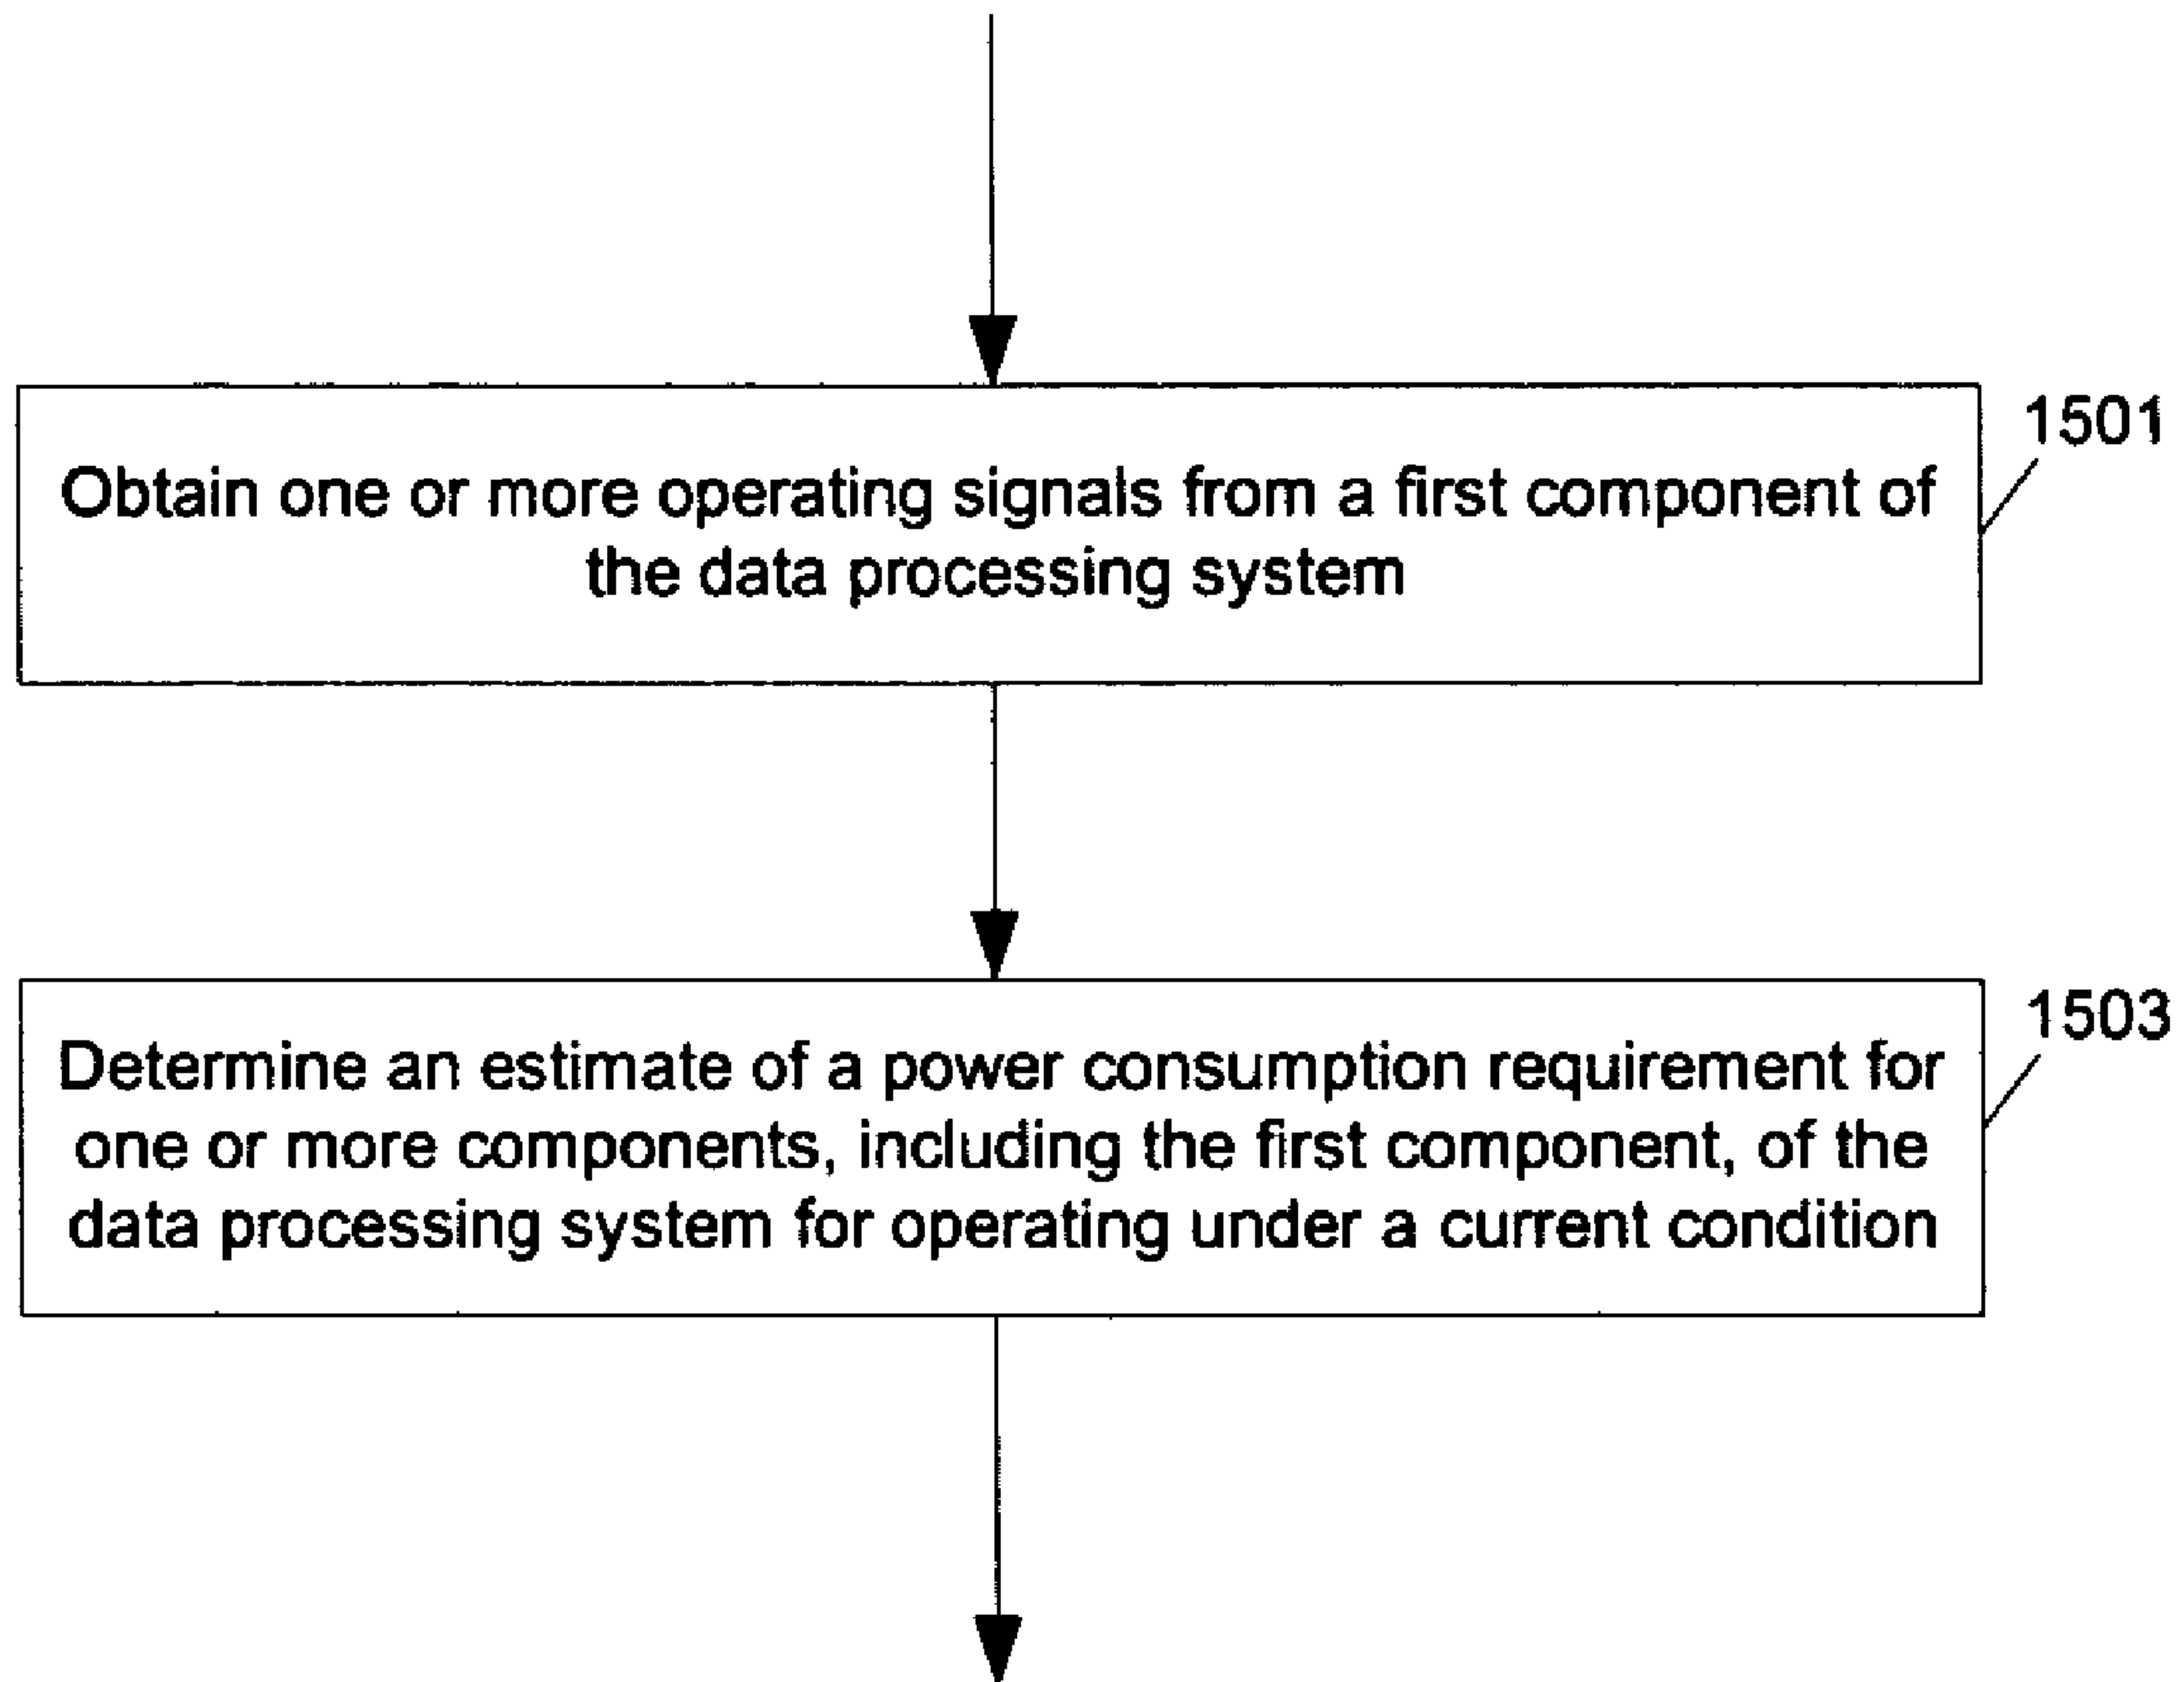 1501
Obtain one or more operating signals from a first component of
the data processing system
1503
Determine an estimate of a power consumption requirement for
one or more components, including the first component, of the
data processing system for operating under a current condition